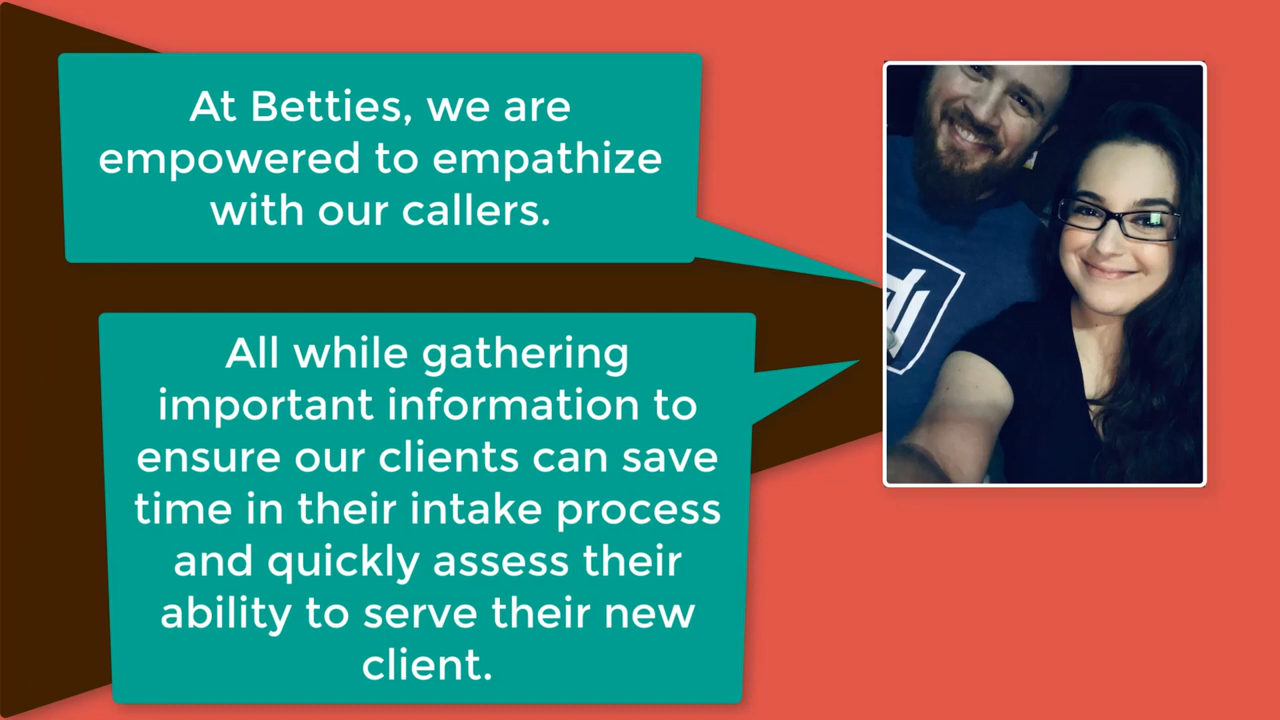 At Betties, we are
empowered to empathize
with our callers.
All while gathering
important information to
ensure our clients can save
time in their intake process
and quickly assess their
ability to serve their new
client.